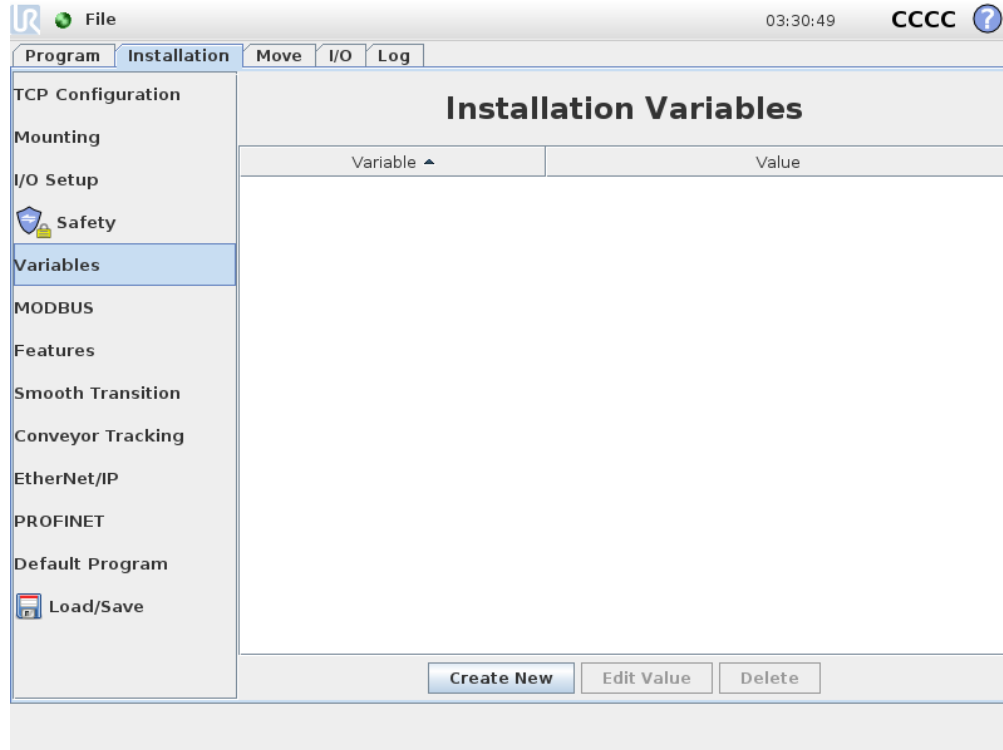 UR File 03:30:49 CCCC ?
Program Installation Move I/O Log
TCP Configuration
Mounting
I/O Setup
Safety
Variables
MODBUS
Features
Smooth Transition
Conveyor Tracking
EtherNet/IP
PROFINET
Default Program
Load/Save
Installation Variables
Variable Value
Create New Edit Value Delete